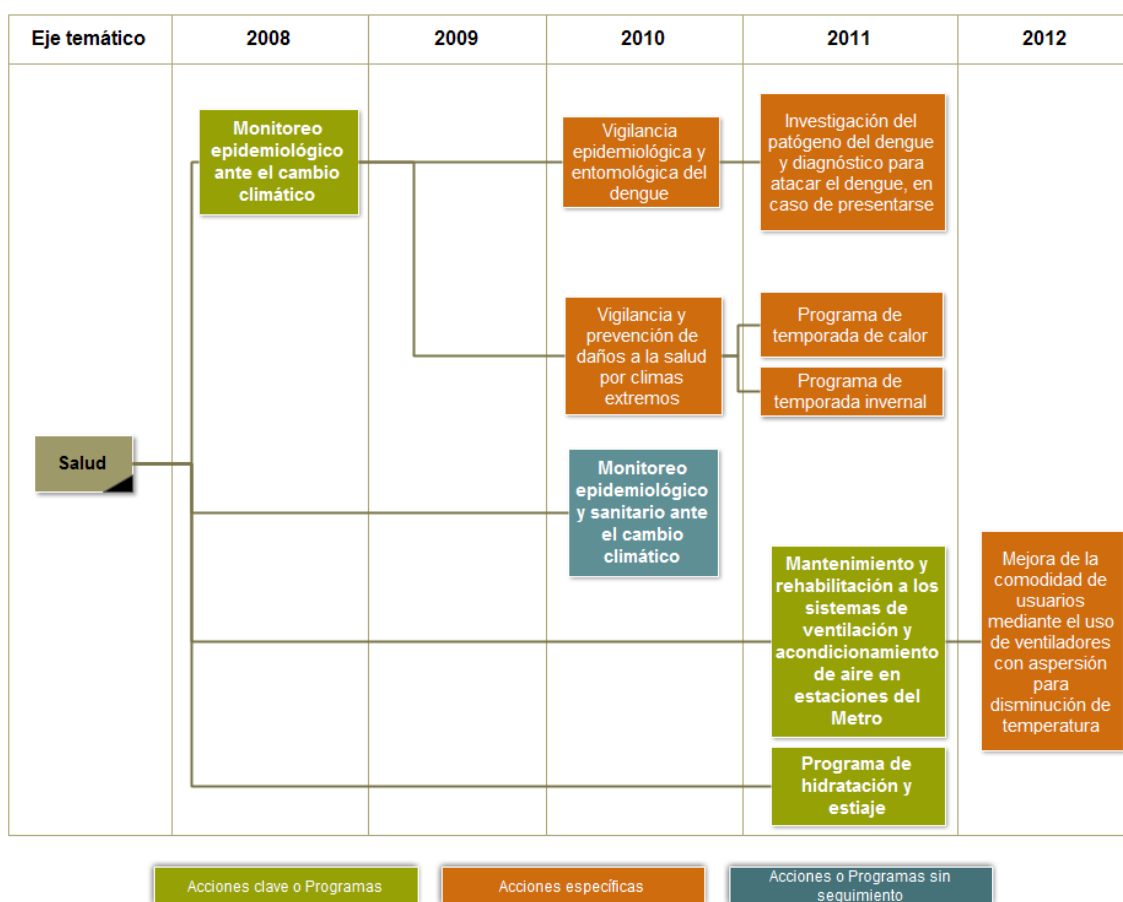 Eje temático
2008
2009
2010
2011
2012
Monitoreo
epidemiológico
ante el cambio
climático
Vigilancia
epidemiológica y
entomológica del
dengue
Investigación del
patógeno del dengue
y diagnóstico para
atacar el dengue, en
caso de presentarse
Vigilancia y
prevención de
daños a la salud
por climas
extremos
Programa de
temporada de calor
Programa de
temporada invernal
Salud
Monitoreo
epidemiológico
y sanitario ante
el cambio
climático
Mantenimiento y
rehabilitación a los
sistemas de
ventilación y
acondicionamiento
de aire en
estaciones del
Metro
Mejora de la
comodidad de
usuarios
mediante el uso
de ventiladores
con aspersión
para
disminución de
temperatura
Programa de
hidratación y
estiaje
Acciones clave o Programas
Acciones específicas
Acciones o Programas sin
seguimiento